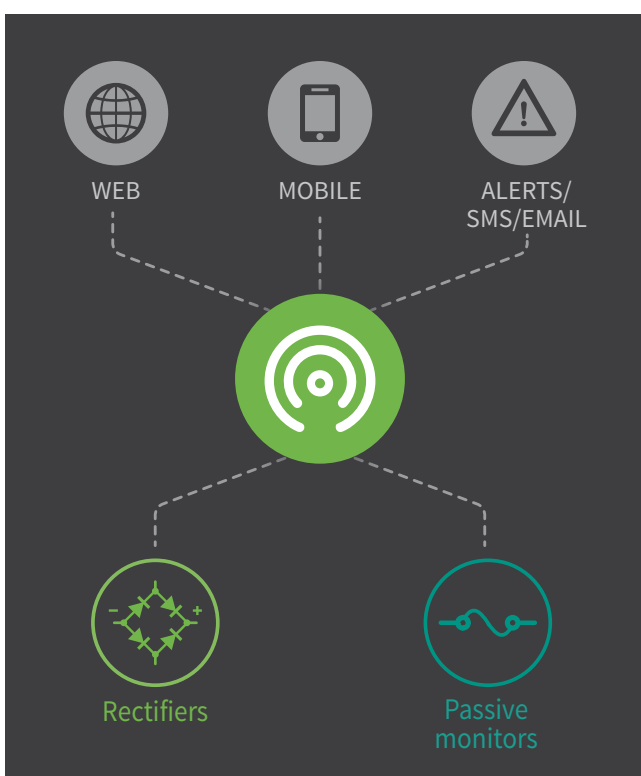 WEB
MOBILE
ALERTS/
SMS/EMAIL
Rectifiers
Passive
monitors